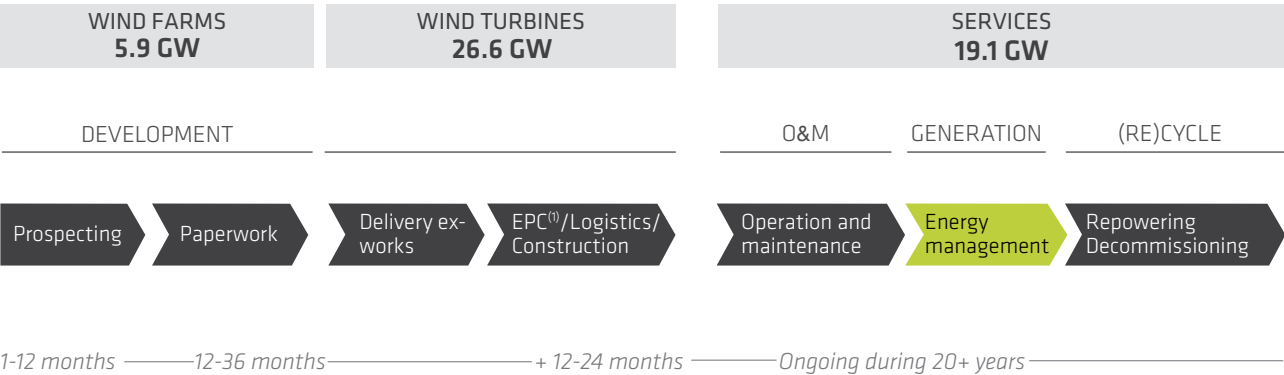 WIND FARMS
5.9 GW
WIND TURBINES
26.6 GW
SERVICES
19.1 GW
DEVELOPMENT
O&M
GENERATION
(RE)CYCLE
Prospecting
Paperwork
Delivery ex-
works
EPC(1)/Logistics/
Construction
Operation and
maintenance
Energy
management
Repowering
Decommissioning
1-12 months
12-36 months
+ 12-24 months
Ongoing during 20+ years